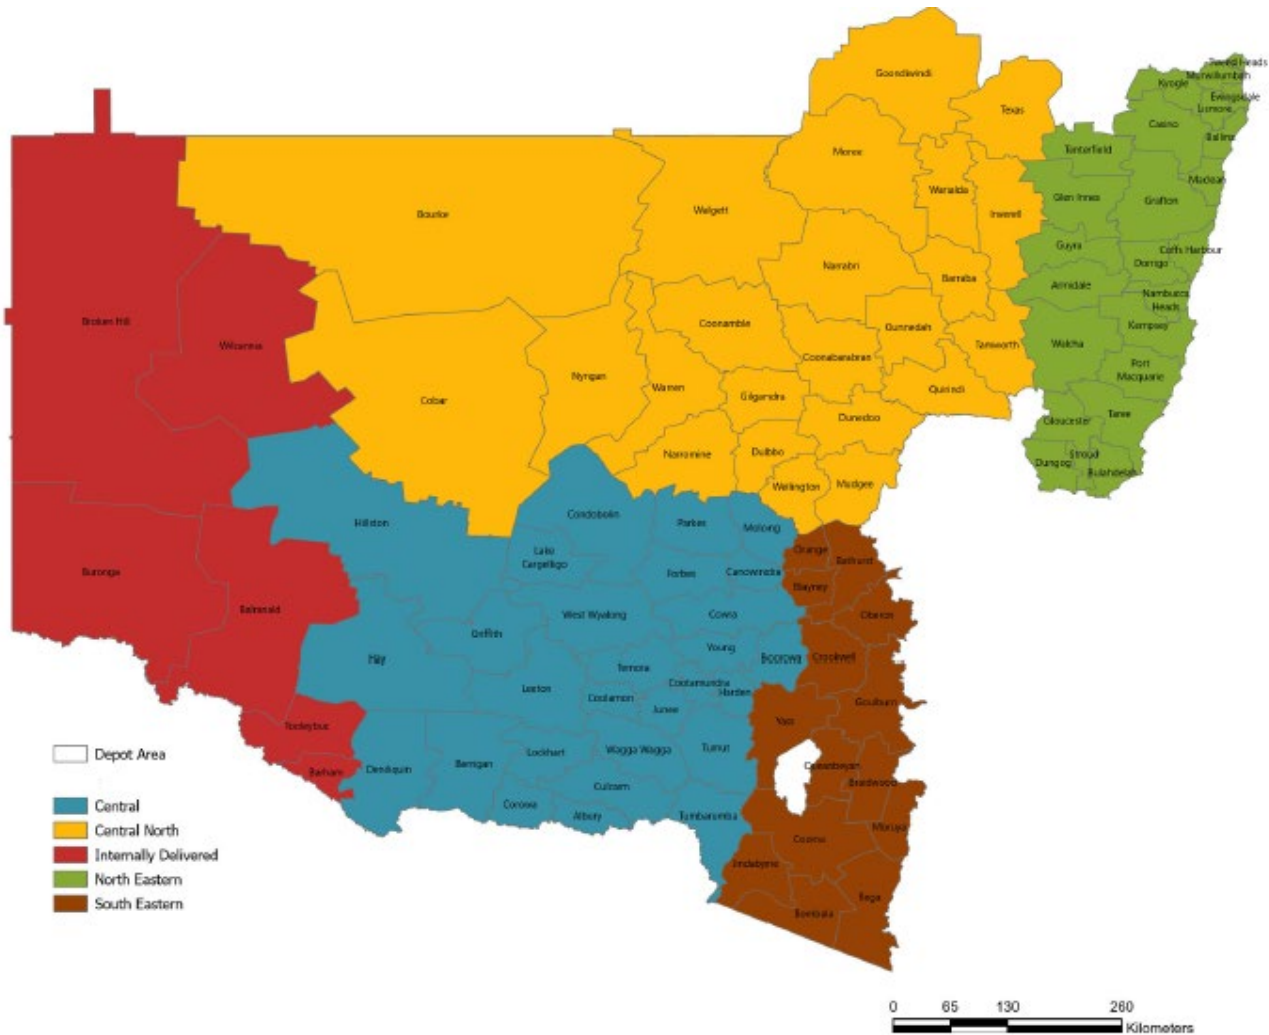 Goondiwindi
Texas
Tweed Heads
Murwillumbah
Kyogle
Ewingsdale
Lismore
Casino
Ballina
Tenterfield
Moree
Maclean
Warialda
Glen Innes
Grafton
Bourke
Walgett
Inverell
Guyra
Coffs Harbour
Dorrigo
Narrabri
Barraba
Armidale
Nambucca
Heads
Broken Hill
Coonamble
Gunnedah
Kempsey
Wilcannia
Tamworth
Walcha
Coonabarabran
Port
Macquarie
Nyngan
Warren
Quirindi
Cobar
Gilgandra
Dunedoo
Taree
Gloucester
Narromine
Dubbo
Stroud
Dungog
Bulahdelah
Wellington
Mudgee
Hillston
Condobolin
Parkes
Molong
Lake
Cargelligo
Orange
Bathurst
Buronga
Forbes
Canowindra
Blayney
Balranald
West Wyalong
Cowra
Oberon
Griffith
Young
Hay
Temora
Boorowa
Crookwell
Leeton
Coolamon
Cootamundra
Harden
Junee
Goulburn
Tooleybuc
Yass
Depot Area
Lockhart
Wagga Wagga
Tumut
Barham
Deniliquin
Berrigan
Queanbeyan
Braidwood
Culcairn
Central
Corowa
Albury
Tumbarumba
Central North
Moruya
Cooma
Internally Delivered
Jindabyne
North Eastern
South Eastern
Bega
Bombala
0 65 130 260
Kilometers